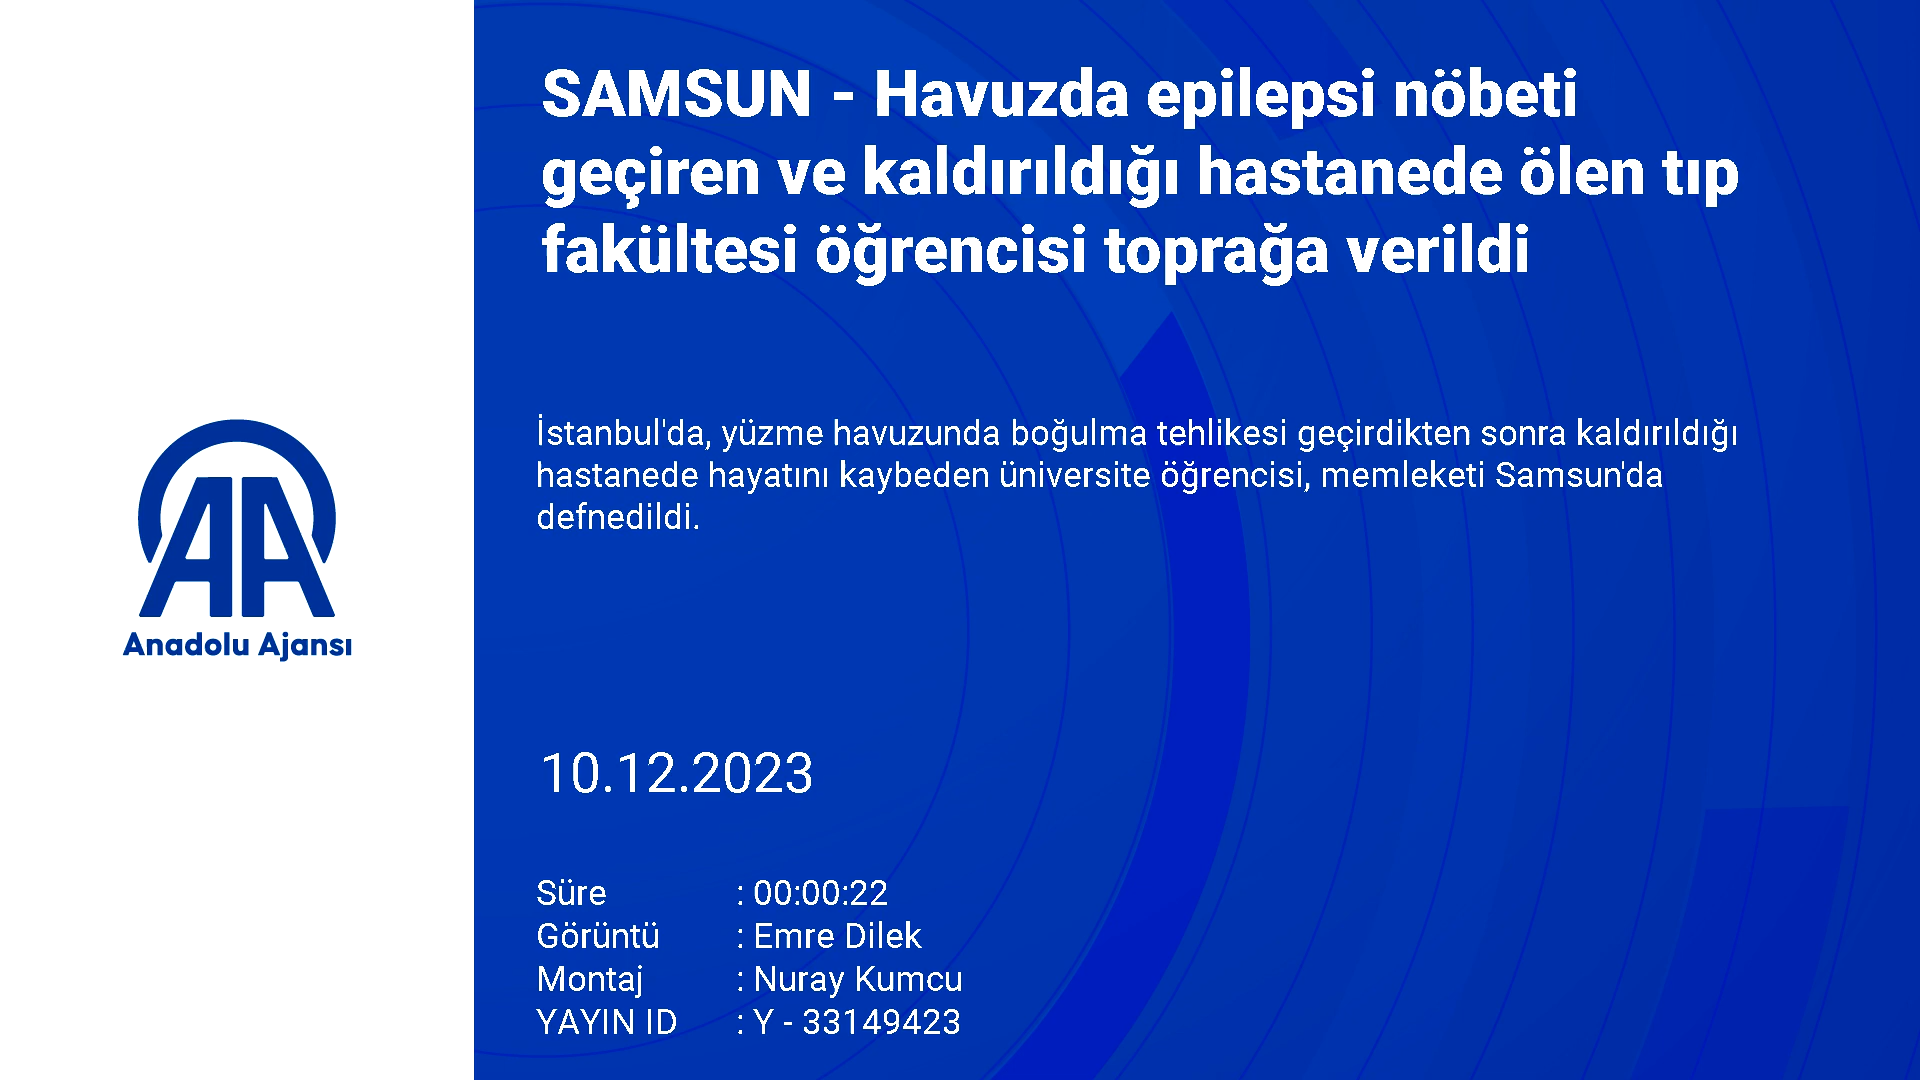 SAMSUN - Havuzda epilepsi nöbeti
geçiren ve kaldırıldığı hastanede ölen tıp
fakültesi öğrencisi toprağa verildi
İstanbul'da, yüzme havuzunda boğulma tehlikesi geçirdikten sonra kaldırıldığı
hastanede hayatını kaybeden üniversite öğrencisi, memleketi Samsun'da
defnedildi.
AA
Anadolu Ajansı
10.12.2023
Süre : 00:00:22
Görüntü : Emre Dilek
Montaj : Nuray Kumcu
YAYIN ID : Y - 33149423